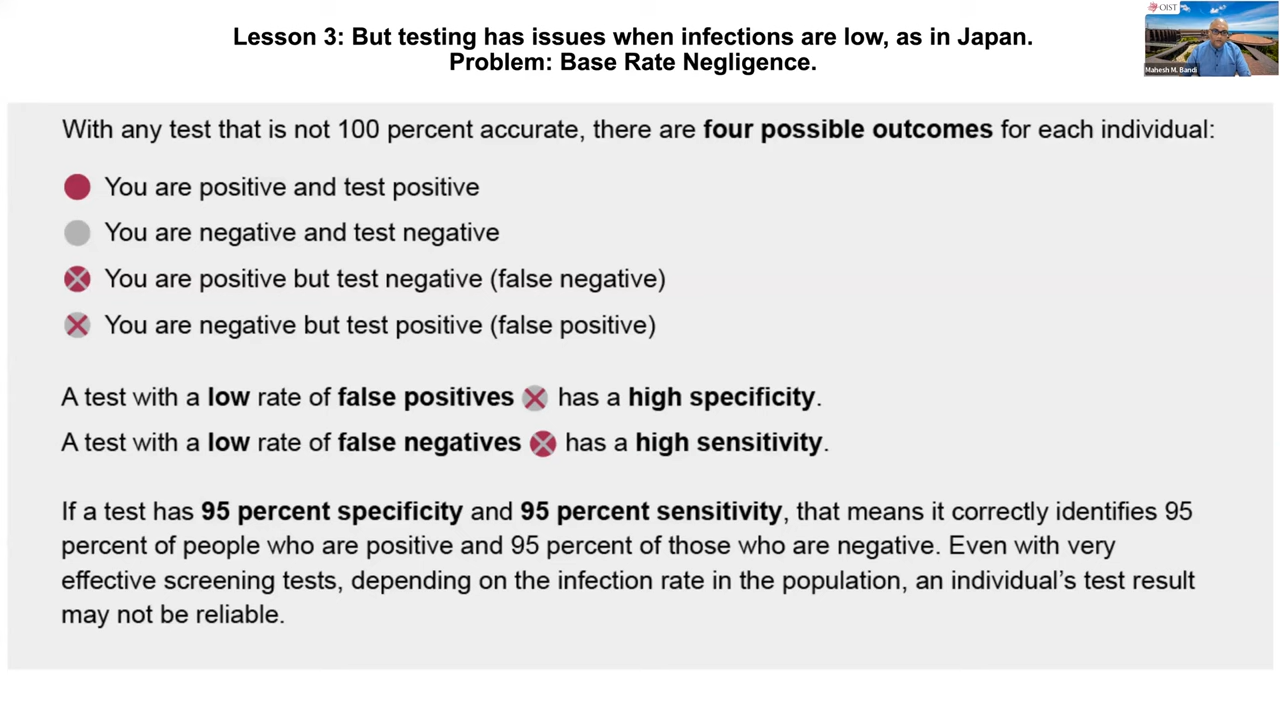 Lesson 3: But testing has issues when infections are low, as in Japan.
Problem: Base Rate Negligence.
OIST
Mahesh M. Bandi
With any test that is not 100 percent accurate, there are four possible outcomes for each individual:
You are positive and test positive
You are negative and test negative
You are positive but test negative (false negative)
You are negative but test positive (false positive)
A test with a low rate of false positives has a high specificity.
A test with a low rate of false negatives has a high sensitivity.
If a test has 95 percent specificity and 95 percent sensitivity, that means it correctly identifies 95
percent of people who are positive and 95 percent of those who are negative. Even with very
effective screening tests, depending on the infection rate in the population, an individual's test result
may not be reliable.